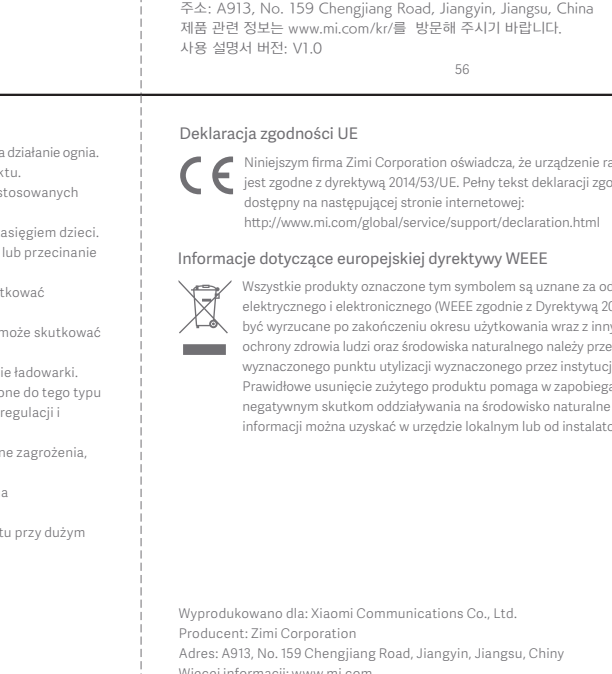 주소: A913, No. 159 Chengjiang Road, Jiangyin, Jiangsu, China
제품 관련 정보는 www.mi.com/kr/를 방문해 주시기 바랍니다.
사용 설명서 버전: V1.0
56
a działanie ognia.
ktu.
stosowanych
asięgiem dzieci.
lub przecinanie
tkować
może skutkować
ie ładowarki.
one do tego typu
regulacji i
ne zagrożenia,
a
tu przy dużym
Deklaracja zgodności UE
CE
Niniejszym firma Zimi Corporation oświadcza, że urządzenie ra
jest zgodne z dyrektywą 2014/53/UE. Pełny tekst deklaracji zgo
dostępny na następującej stronie internetowej:
http://www.mi.com/global/service/support/declaration.html
Informacje dotyczące europejskiej dyrektywy WEEE
Wszystkie produkty oznaczone tym symbolem są uznane za od
elektrycznego i elektronicznego (WEEE zgodnie z Dyrektywą 20
być wyrzucane po zakończeniu okresu użytkowania wraz z inny
ochrony zdrowia ludzi oraz środowiska naturalnego należy prze
wyznaczonego punktu utylizacji wyznaczonego przez instytucj
Prawidłowe usunięcie zużytego produktu pomaga w zapobiega
negatywnym skutkom oddziaływania na środowisko naturalne
informacji można uzyskać w urzędzie lokalnym lub od instalato
Wyprodukowano dla: Xiaomi Communications Co., Ltd.
Producent: Zimi Corporation
Adres: A913, No. 159 Chengjiang Road, Jiangyin, Jiangsu, Chiny
Więcej informacji: www.mi.com